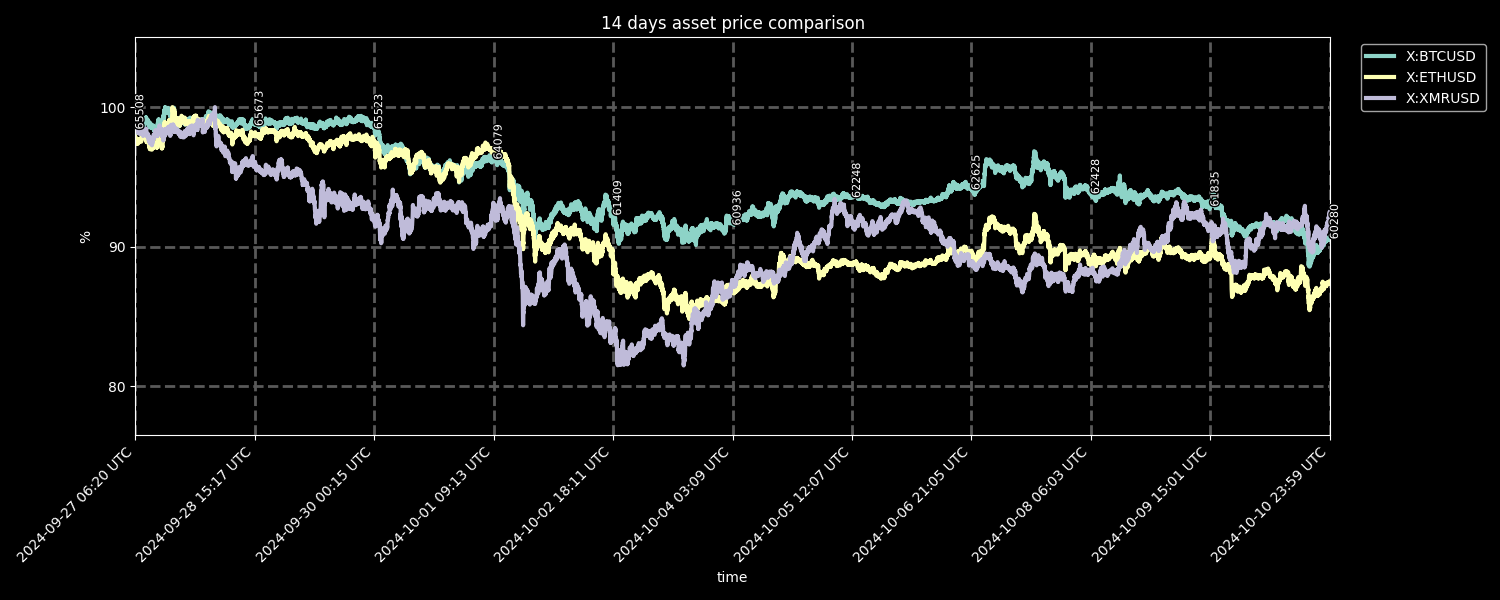 14 days asset price comparison
X:BTCUSD
X:ETHUSD
X:XMRUSD
100
90
80
%
65508
65673
65523
64079
61409
60936
62248
62625
62428
61835
60280
2024-09-27 06:20 UTC
2024-09-28 15:17 UTC
2024-09-30 00:15 UTC
2024-10-01 09:13 UTC
2024-10-02 18:11 UTC
2024-10-04 03:09 UTC
2024-10-05 12:07 UTC
2024-10-06 21:05 UTC
2024-10-08 06:03 UTC
2024-10-09 15:01 UTC
2024-10-10 23:59 UTC
time